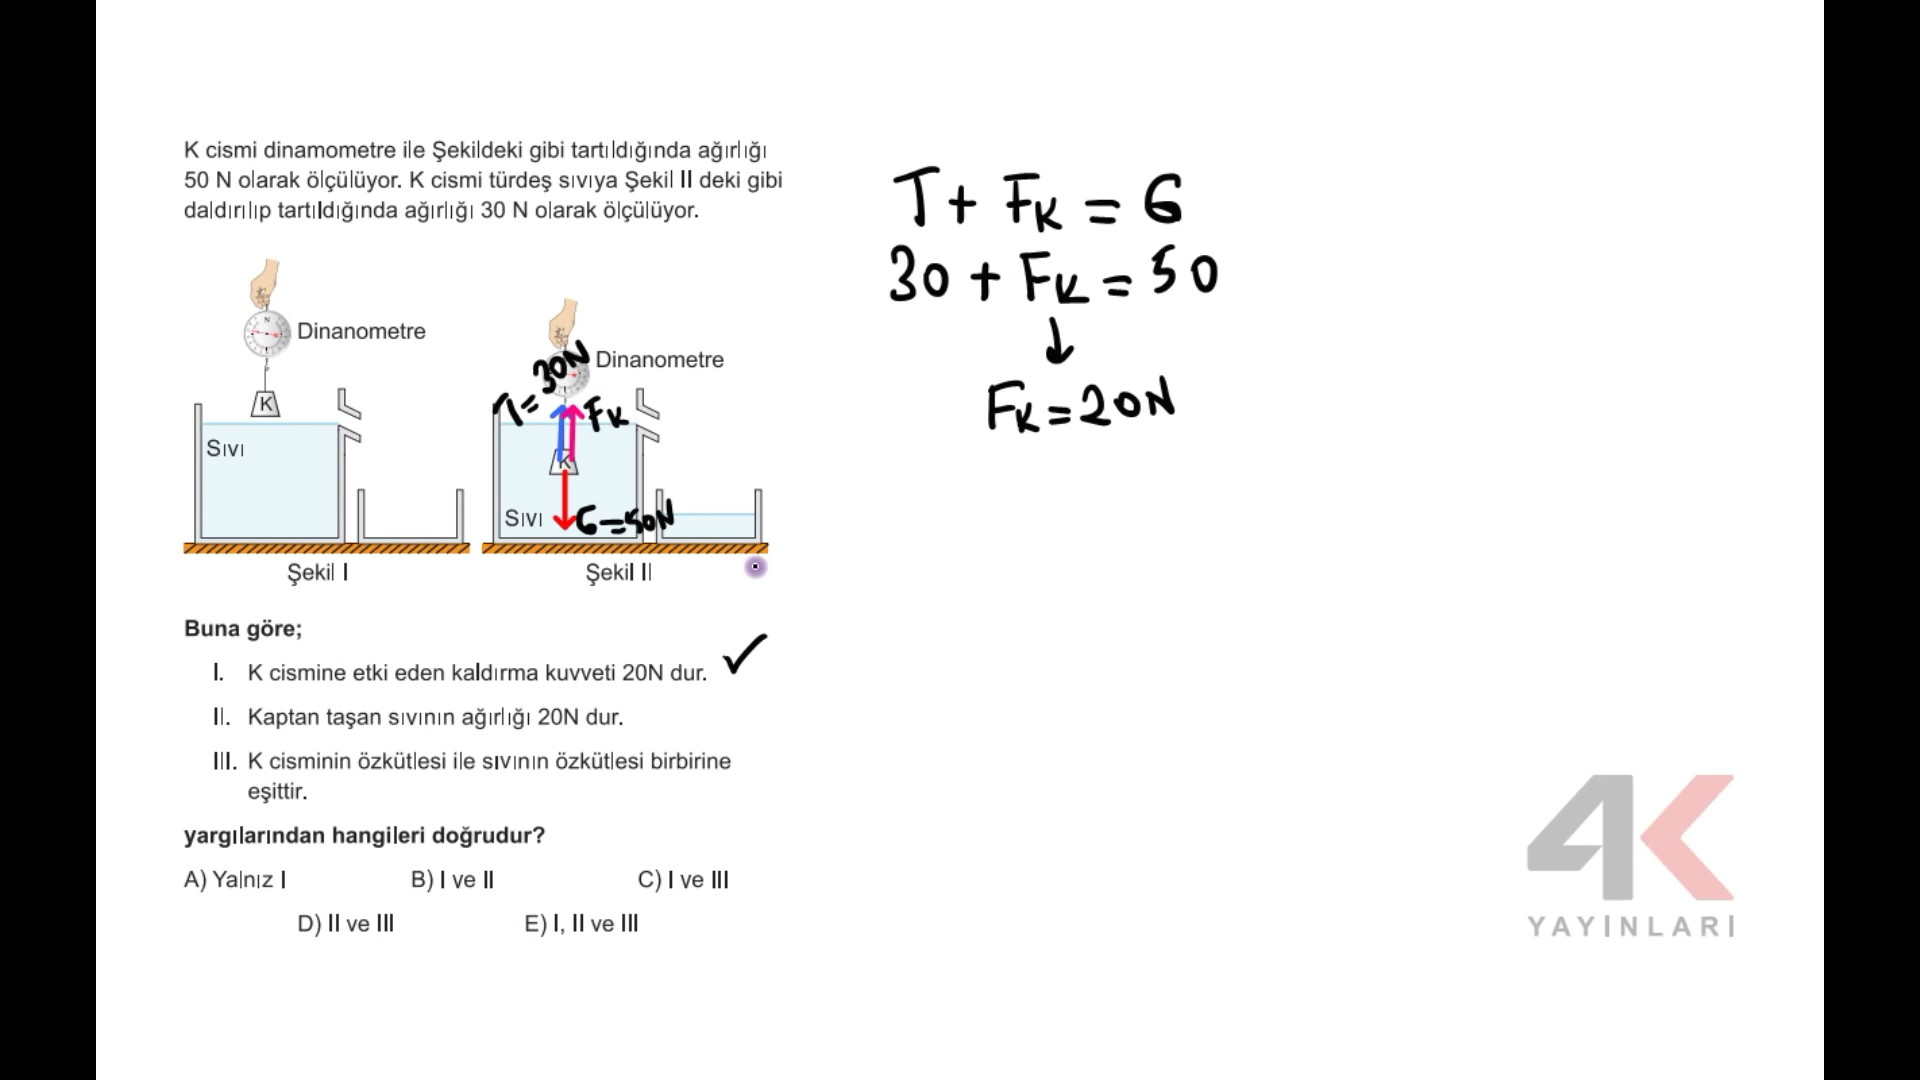 K cismi dinamometre ile Şekildeki gibi tartıldığında ağırlığı
50 N olarak ölçülüyor. K cismi türdeş sıvıya Şekil II deki gibi
daldırılıp tartıldığında ağırlığı 30 N olarak ölçülüyor.
Dinanometre
K
Sıvı
Şekil I
Dinanometre
T=30N
FK
K
Sıvı
G=50N
Şekil II
Buna göre;
I. K cismine etki eden kaldırma kuvveti 20N dur. ✓
II. Kaptan taşan sıvının ağırlığı 20N dur.
III. K cisminin özkütlesi ile sıvının özkütlesi birbirine
eşittir.
yargılarından hangileri doğrudur?
A) Yalnız I B) I ve II C) I ve III
D) II ve III E) I, II ve III
T + FK = G
30 + FK = 50
↓
FK = 20N
4K
YAYINLARI